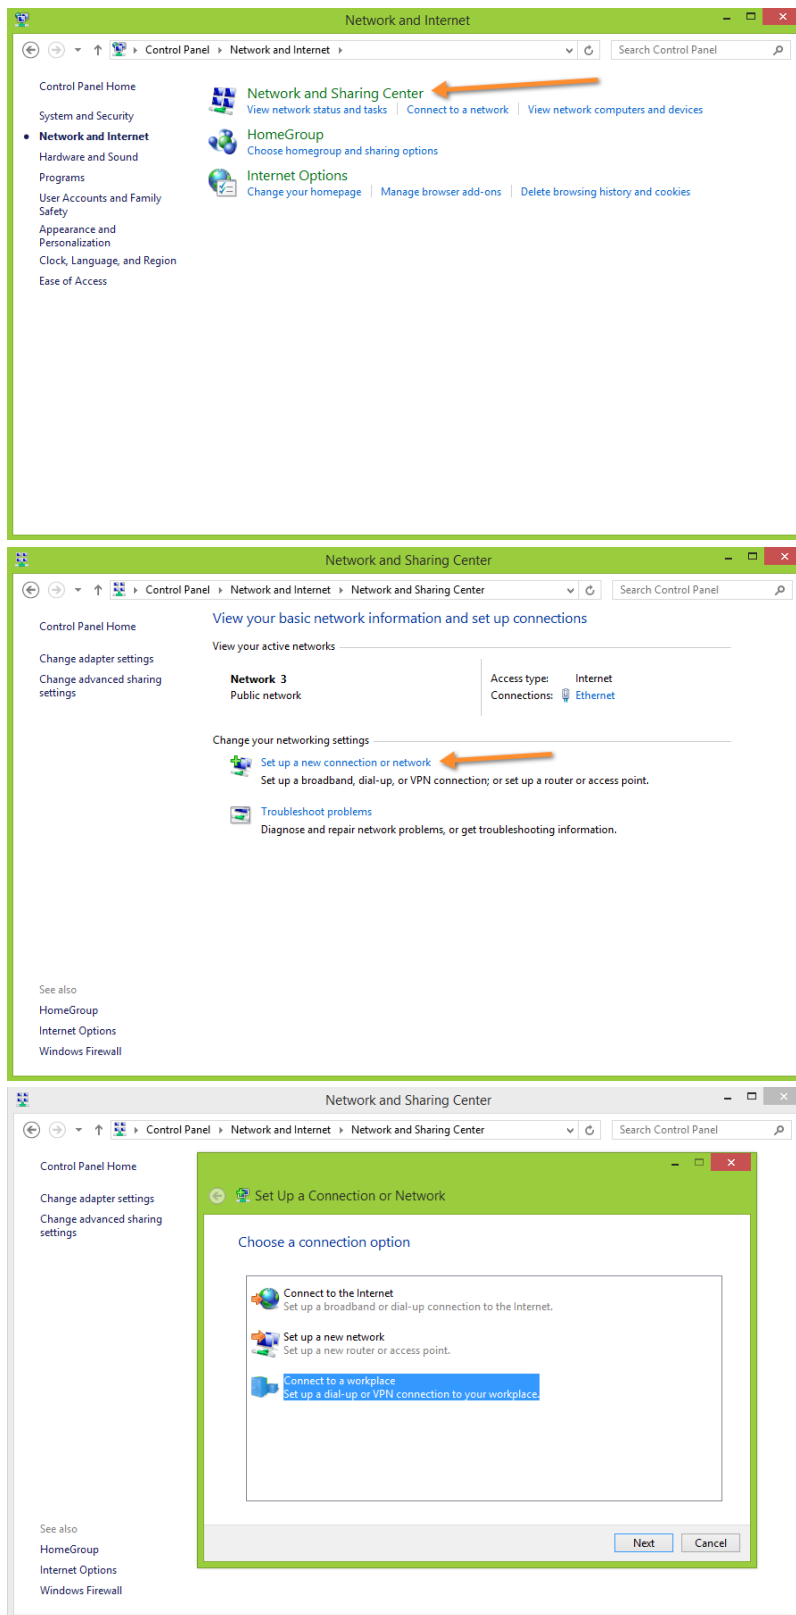 Network and Internet
Control Panel Network and Internet Search Control Panel
Control Panel Home
System and Security
Network and Internet
Hardware and Sound
Programs
User Accounts and Family
Safety
Appearance and
Personalization
Clock, Language, and Region
Ease of Access
Network and Sharing Center
View network status and tasks Connect to a network View network computers and devices
HomeGroup
Choose homegroup and sharing options
Internet Options
Change your homepage Manage browser add-ons Delete browsing history and cookies
Network and Sharing Center
Control Panel Network and Internet Network and Sharing Center Search Control Panel
Control Panel Home
Change adapter settings
Change advanced sharing
settings
View your basic network information and set up connections
View your active networks
Network 3
Public network
Access type: Internet
Connections: Ethernet
Change your networking settings
Set up a new connection or network
Set up a broadband, dial-up, or VPN connection; or set up a router or access point.
Troubleshoot problems
Diagnose and repair network problems, or get troubleshooting information.
See also
HomeGroup
Internet Options
Windows Firewall
Network and Sharing Center
Control Panel Network and Internet Network and Sharing Center Search Control Panel
Control Panel Home
Change adapter settings
Change advanced sharing
settings
Set Up a Connection or Network
Choose a connection option
Connect to the Internet
Set up a broadband or dial-up connection to the Internet.
Set up a new network
Set up a new router or access point.
Connect to a workplace
Set up a dial-up or VPN connection to your workplace.
Next Cancel
See also
HomeGroup
Internet Options
Windows Firewall